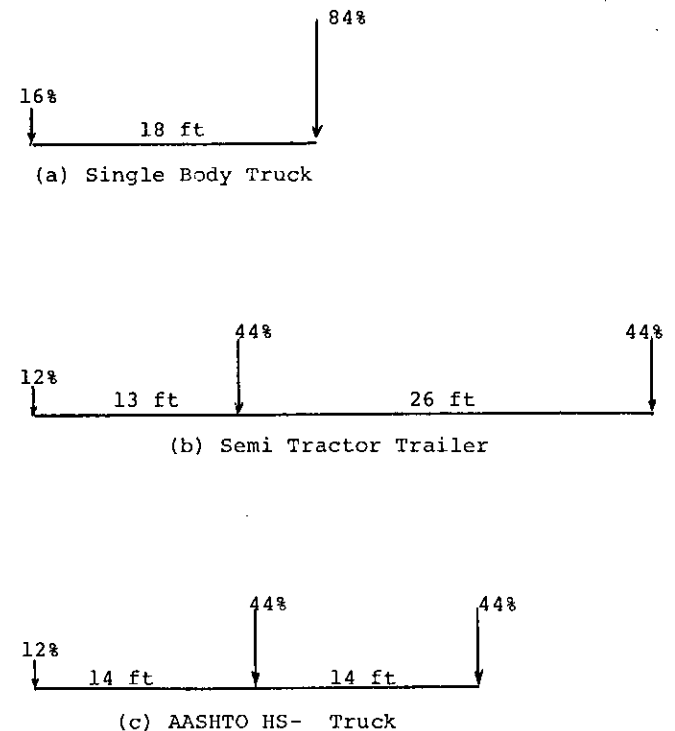 84%
16%
18 ft
(a) Single Body Truck
44% 44%
12%
13 ft 26 ft
(b) Semi Tractor Trailer
44% 44%
12%
14 ft 14 ft
(c) AASHTO HS- Truck